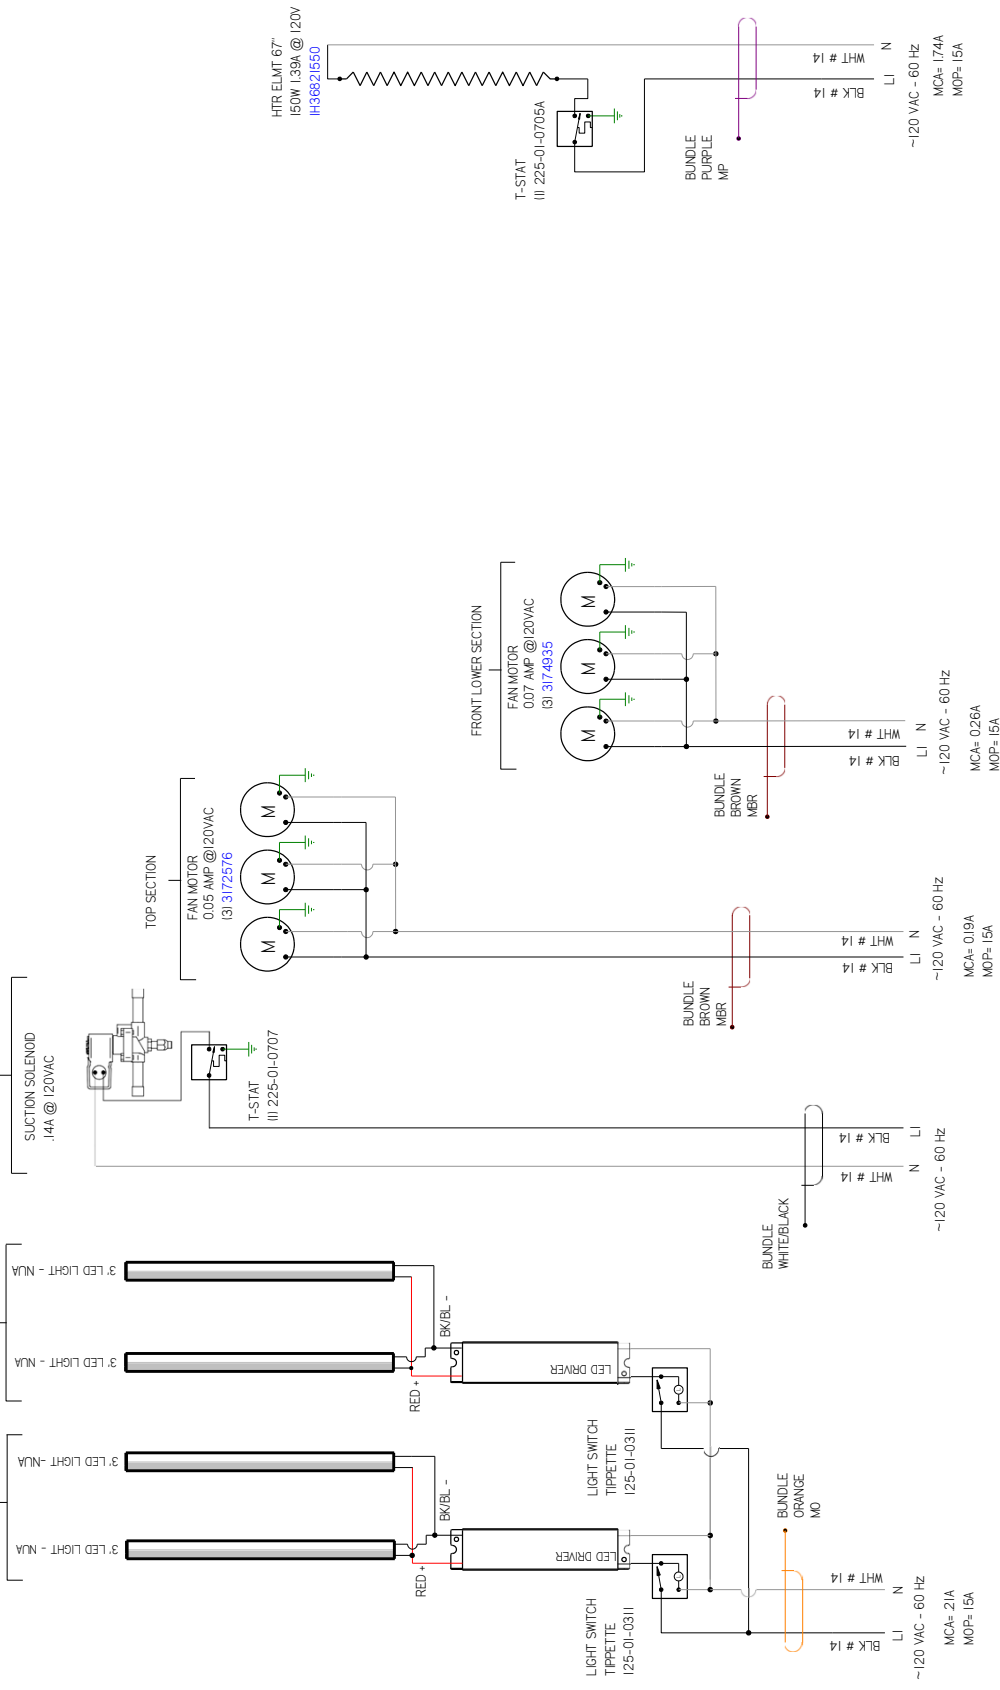 HTR ELMT 67"
150W 1.39A @ 120V
1H36821550
T-STAT
(1) 225-01-0705A
BUNDLE
PURPLE
MP
WHT # 14
N
BLK # 14
L1
~120 VAC - 60 Hz
MCA= 1.74A
MOP= 15A
FRONT LOWER SECTION
FAN MOTOR
0.07 AMP @120VAC
(3) 3174935
M
M
M
BUNDLE
BROWN
MBR
WHT # 14
N
BLK # 14
L1
~120 VAC - 60 Hz
MCA= 0.26A
MOP= 15A
TOP SECTION
FAN MOTOR
0.05 AMP @120VAC
(3) 3172576
M
M
M
BUNDLE
BROWN
MBR
WHT # 14
N
BLK # 14
L1
~120 VAC - 60 Hz
MCA= 0.19A
MOP= 15A
SUCTION SOLENOID
.14A @ 120VAC
T-STAT
(1) 225-01-0707
BUNDLE
WHITE/BLACK
BLK # 14
L1
WHT # 14
N
~120 VAC - 60 Hz
3' LED LIGHT - NUA
3' LED LIGHT - NUA
BK/BL -
RED +
LED DRIVER
LIGHT SWITCH
TIPPETTE
125-01-0311
L
3' LED LIGHT- NUA
3' LED LIGHT - NUA
BK/BL -
RED +
LED DRIVER
LIGHT SWITCH
TIPPETTE
125-01-0311
L
BUNDLE
ORANGE
MO
WHT # 14
N
BLK # 14
L1
~120 VAC - 60 Hz
MCA= .21A
MOP= 15A